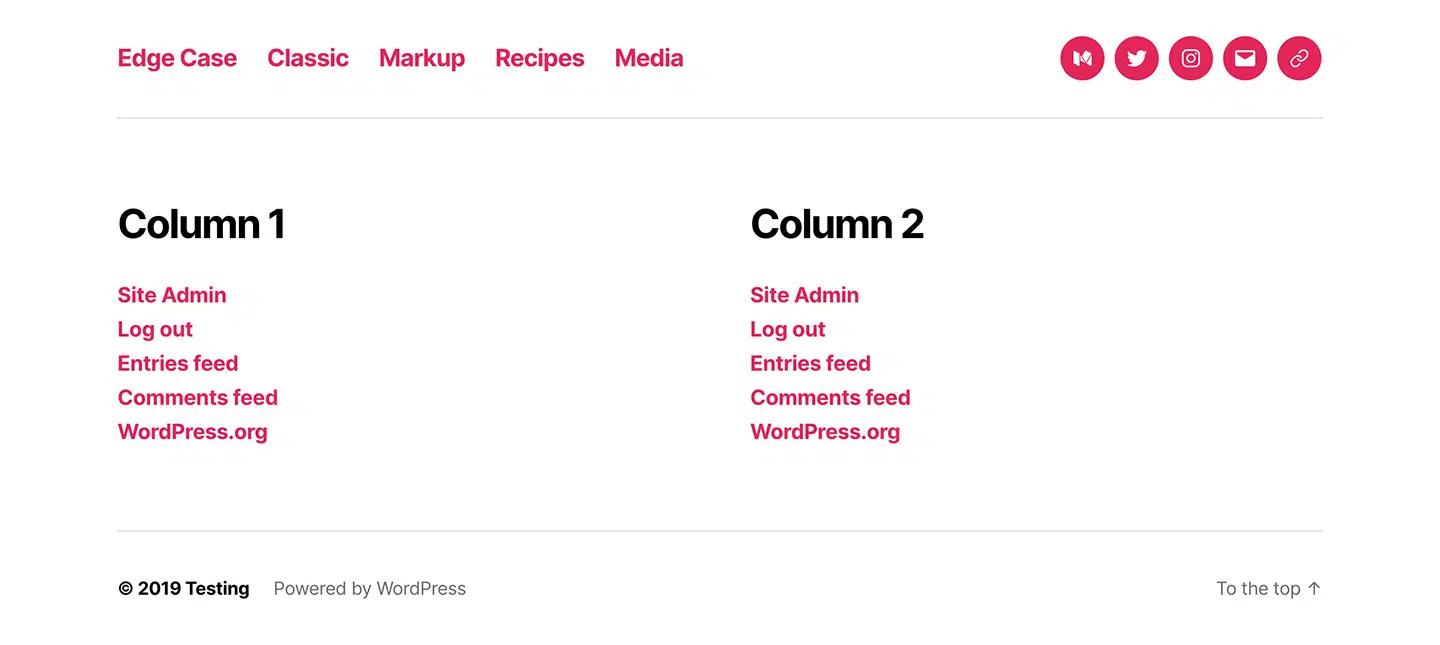 Edge Case Classic Markup Recipes Media
Column 1
Site Admin
Log out
Entries feed
Comments feed
WordPress.org
Column 2
Site Admin
Log out
Entries feed
Comments feed
WordPress.org
© 2019 Testing Powered by WordPress To the top ↑